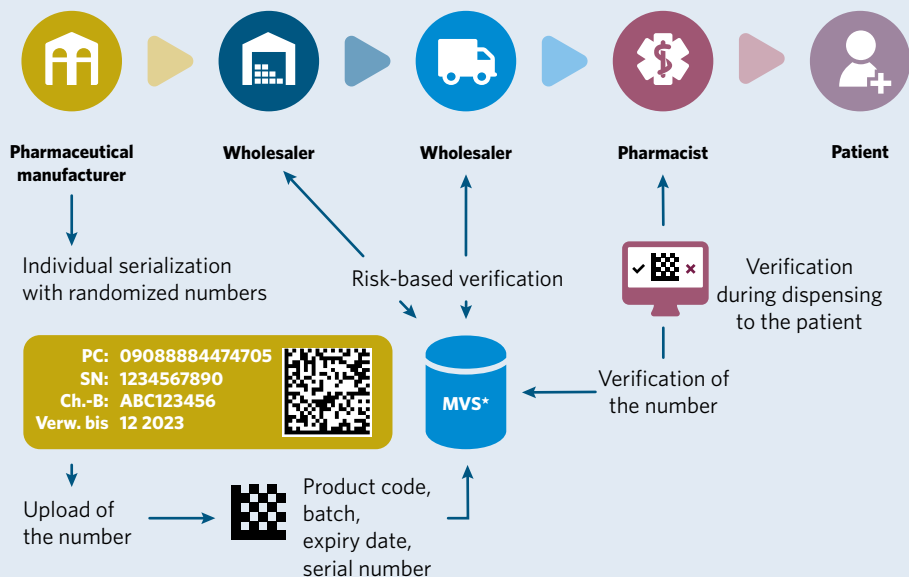 Pharmaceutical
manufacturer
Wholesaler
Wholesaler
Pharmacist
Patient
Individual serialization
with randomized numbers
Risk-based verification
Verification
during dispensing
to the patient
PC: 09088884474705
SN: 1234567890
Ch.-B: ABC123456
Verw. bis 12 2023
MVS*
Verification of
the number
Upload of
the number
Product code,
batch,
expiry date,
serial number